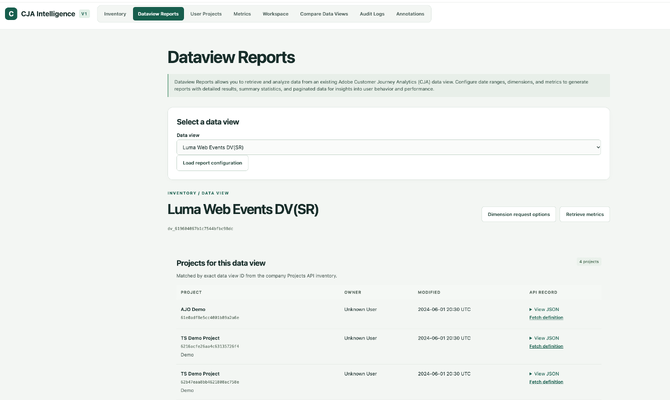 C CJA Intelligence V1 Inventory Dataview Reports User Projects Metrics Workspace Compare Data Views Audit Logs Annotations
Dataview Reports
Dataview Reports allows you to retrieve and analyze data from an existing Adobe Customer Journey Analytics (CJA) data view. Configure date ranges, dimensions, and metrics to generate
reports with detailed results, summary statistics, and paginated data for insights into user behavior and performance.
Select a data view
Data view
Luma Web Events DV(SR)
Load report configuration
INVENTORY / DATA VIEW
Luma Web Events DV(SR)
Dimension request options Retrieve metrics
Projects for this data view
4 projects
Matched by exact data view ID from the company Projects API inventory.
PROJECT OWNER MODIFIED API RECORD
AJO Demo Unknown User 2024-06-01 20:30 UTC ▶ View JSON
Fetch definition
TS Demo Project Unknown User 2024-06-01 20:30 UTC ▶ View JSON
Fetch definition
Demo
TS Demo Project Unknown User 2024-06-01 20:30 UTC ▶ View JSON
Fetch definition
Demo